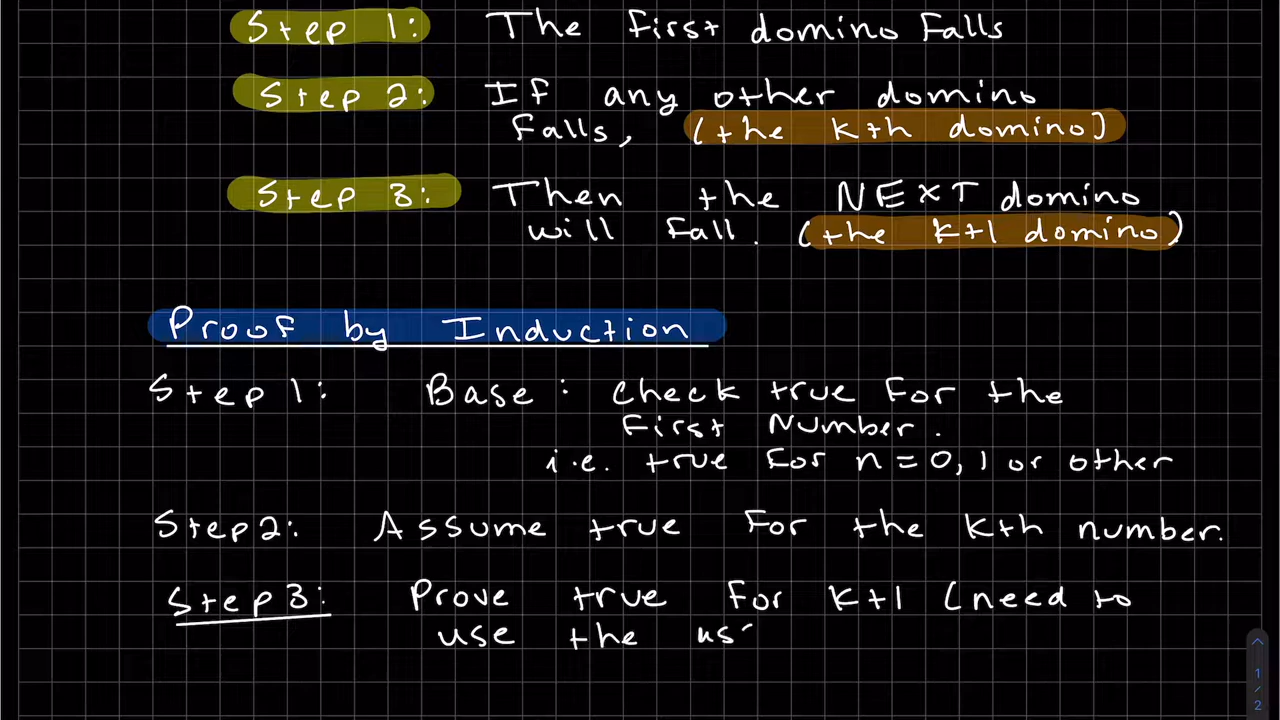 Step 1: The first domino falls
Step 2: If any other domino
falls, (the kth domino)
Step 3: Then the NEXT domino
will fall. (the k+1 domino)
Proof by Induction
Step 1: Base: check true for the
first Number.
i.e. true for n = 0, 1 or other
Step 2: Assume true for the kth number.
Step 3: Prove true for k+1 (need to
use the
1
/
2